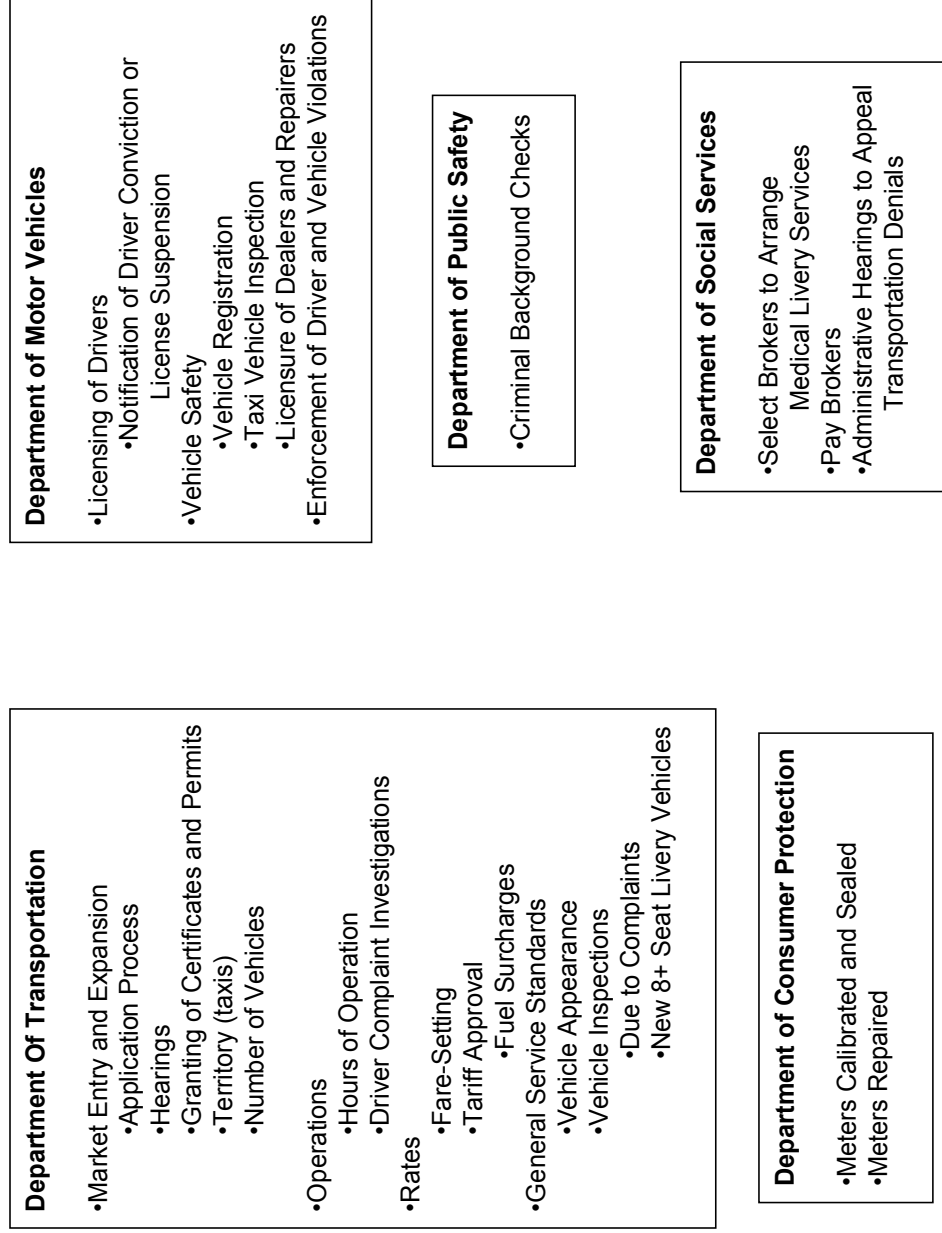 Department Of Transportation
•Market Entry and Expansion
•Application Process
•Hearings
•Granting of Certificates and Permits
•Territory (taxis)
•Number of Vehicles
•Operations
•Hours of Operation
•Driver Complaint Investigations
•Rates
•Fare-Setting
•Tariff Approval
•Fuel Surcharges
•General Service Standards
•Vehicle Appearance
•Vehicle Inspections
•Due to Complaints
•New 8+ Seat Livery Vehicles
Department of Consumer Protection
•Meters Calibrated and Sealed
•Meters Repaired
Department of Motor Vehicles
•Licensing of Drivers
•Notification of Driver Conviction or
License Suspension
•Vehicle Safety
•Vehicle Registration
•Taxi Vehicle Inspection
•Licensure of Dealers and Repairers
•Enforcement of Driver and Vehicle Violations
Department of Public Safety
•Criminal Background Checks
Department of Social Services
•Select Brokers to Arrange
Medical Livery Services
•Pay Brokers
•Administrative Hearings to Appeal
Transportation Denials